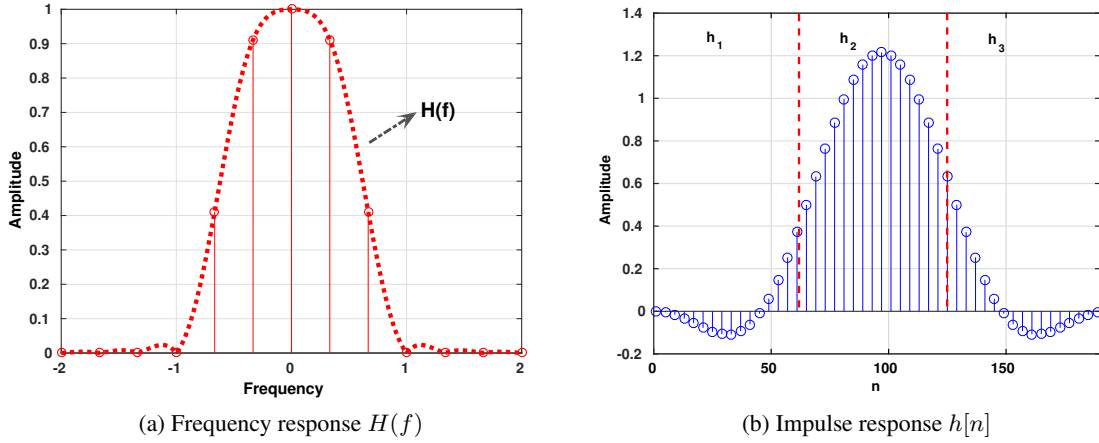 1
0.9
0.8
0.7
0.6
0.5
0.4
0.3
0.2
0.1
0
Amplitude
H(f)
-2
-1
0
1
2
Frequency
(a) Frequency response H(f)
1.4
1.2
1
0.8
0.6
0.4
0.2
0
-0.2
Amplitude
h1
h2
h3
0
50
100
150
n
(b) Impulse response h[n]